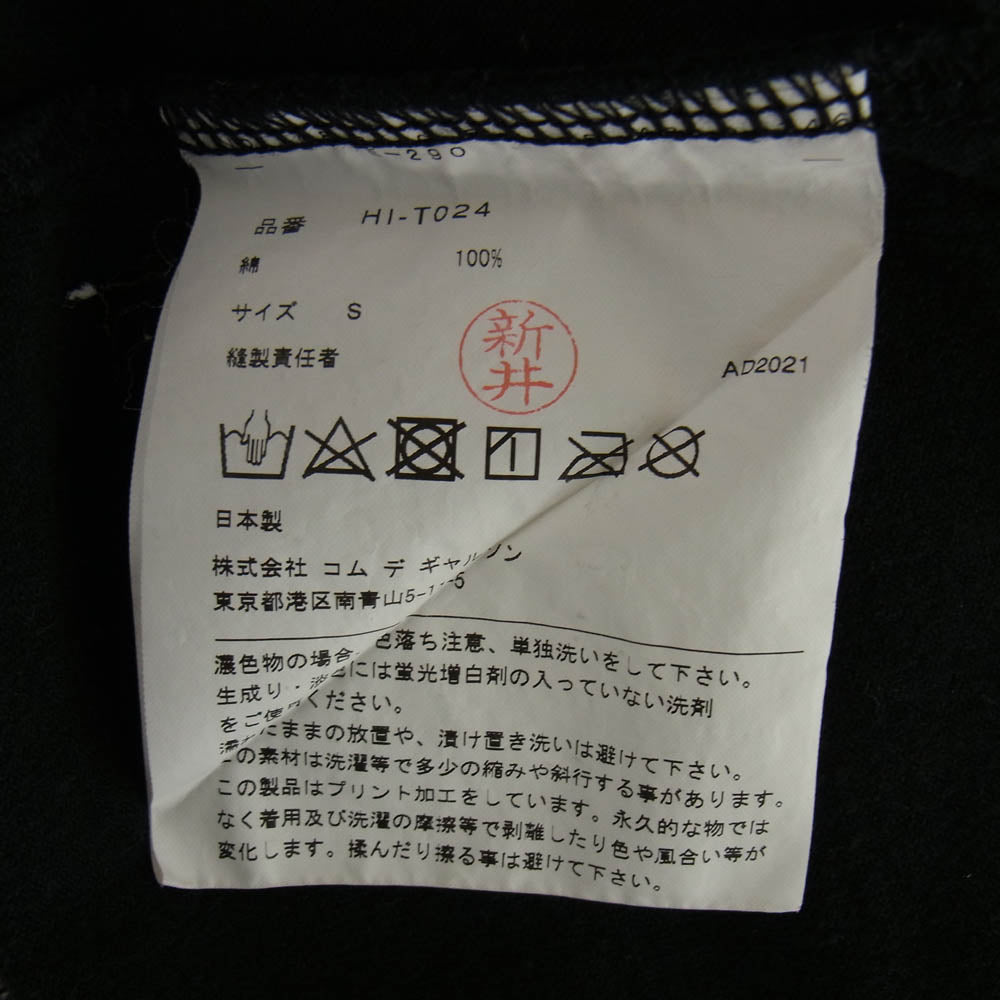 -290
品番 HI-T024
綿 100%
サイズ S
縫製責任者 新井 AD2021
日本製
株式会社 コム デ ギャルソン
東京都港区南青山5-1 -5
濃色物の場合 色落ち注意、単独洗いをして下さい。
生成り・淡色には蛍光増白剤の入っていない洗剤
をご使用ください。
濡れたままの放置や、漬け置き洗いは避けて下さい。
この素材は洗濯等で多少の縮みや斜行する事があります。
この製品はプリント加工をしています。永久的な物では
なく着用及び洗濯の摩擦等で剥離したり色や風合い等が
変化します。揉んだり擦る事は避けて下さい。